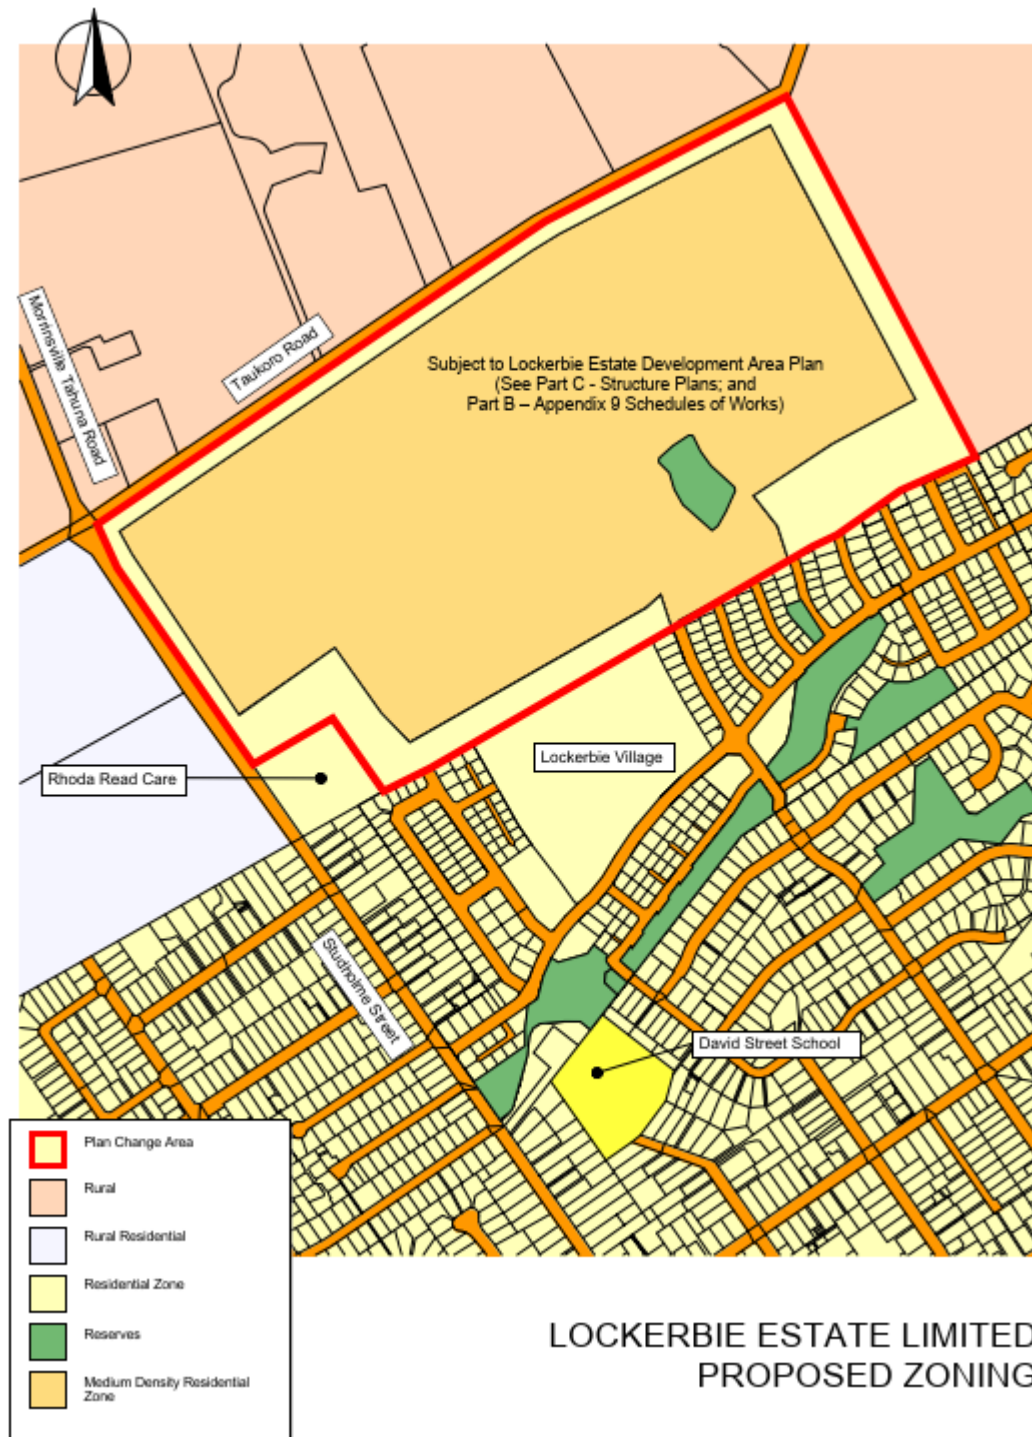 Morrinsville Tahuna Road
Taukoro Road
Subject to Lockerbie Estate Development Area Plan
(See Part C - Structure Plans; and
Part B – Appendix 9 Schedules of Works)
Rhoda Read Care
Lockerbie Village
Studholme Street
David Street School
Plan Change Area
Rural
Rural Residential
Residential Zone
Reserves
Medium Density Residential
Zone
LOCKERBIE ESTATE LIMITED
PROPOSED ZONING